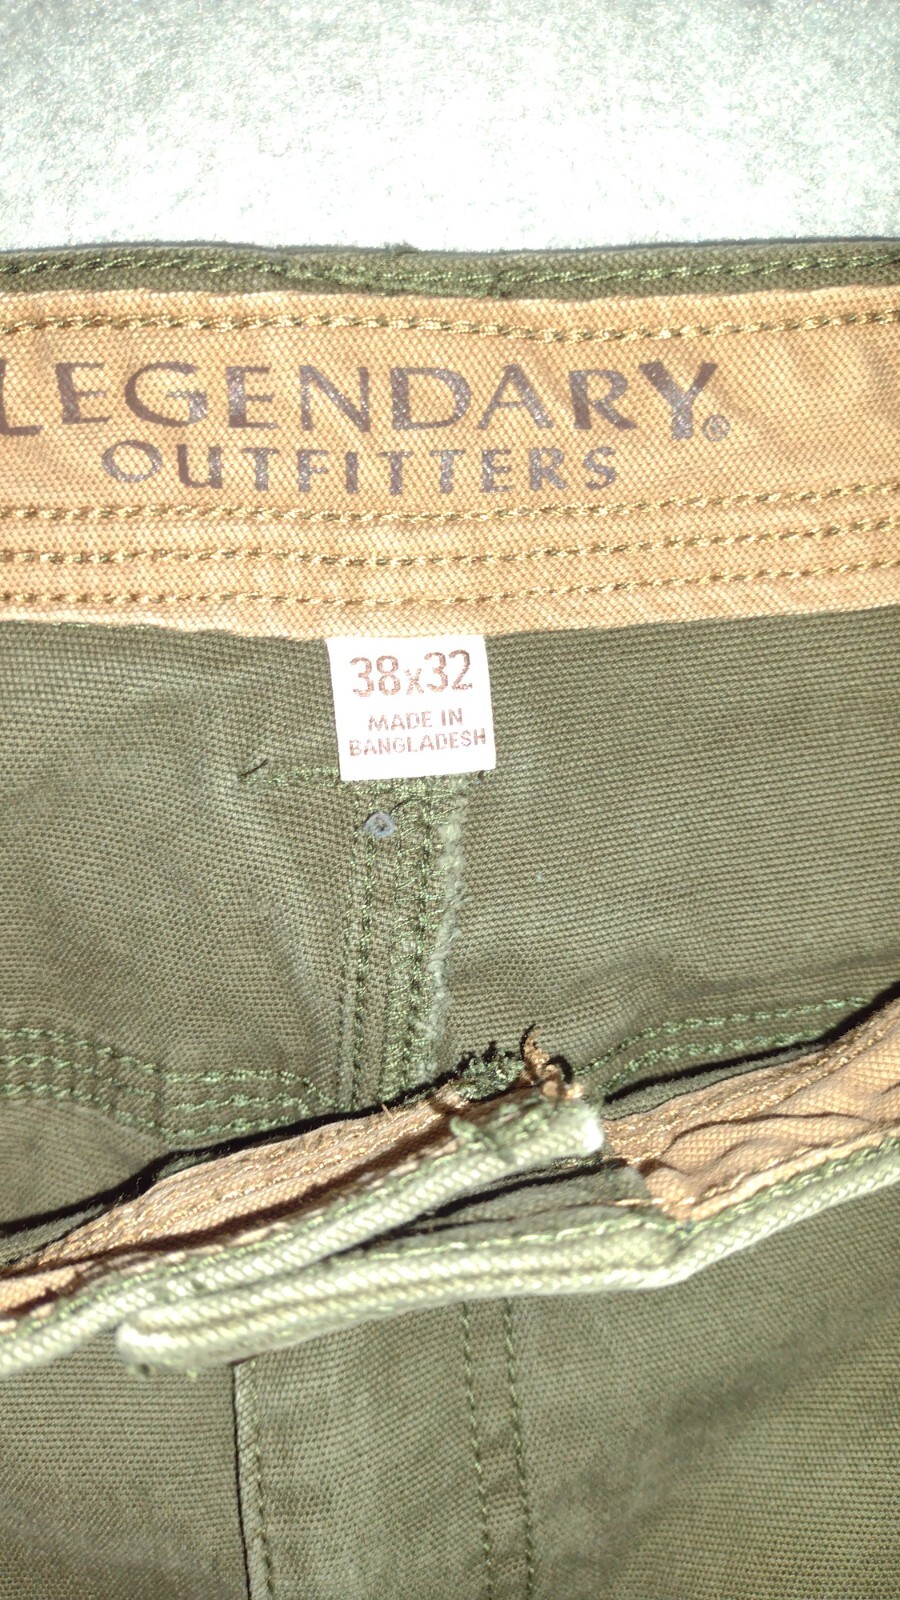 LEGENDARY®
OUTFITTERS
38x32
MADE IN
BANGLADESH